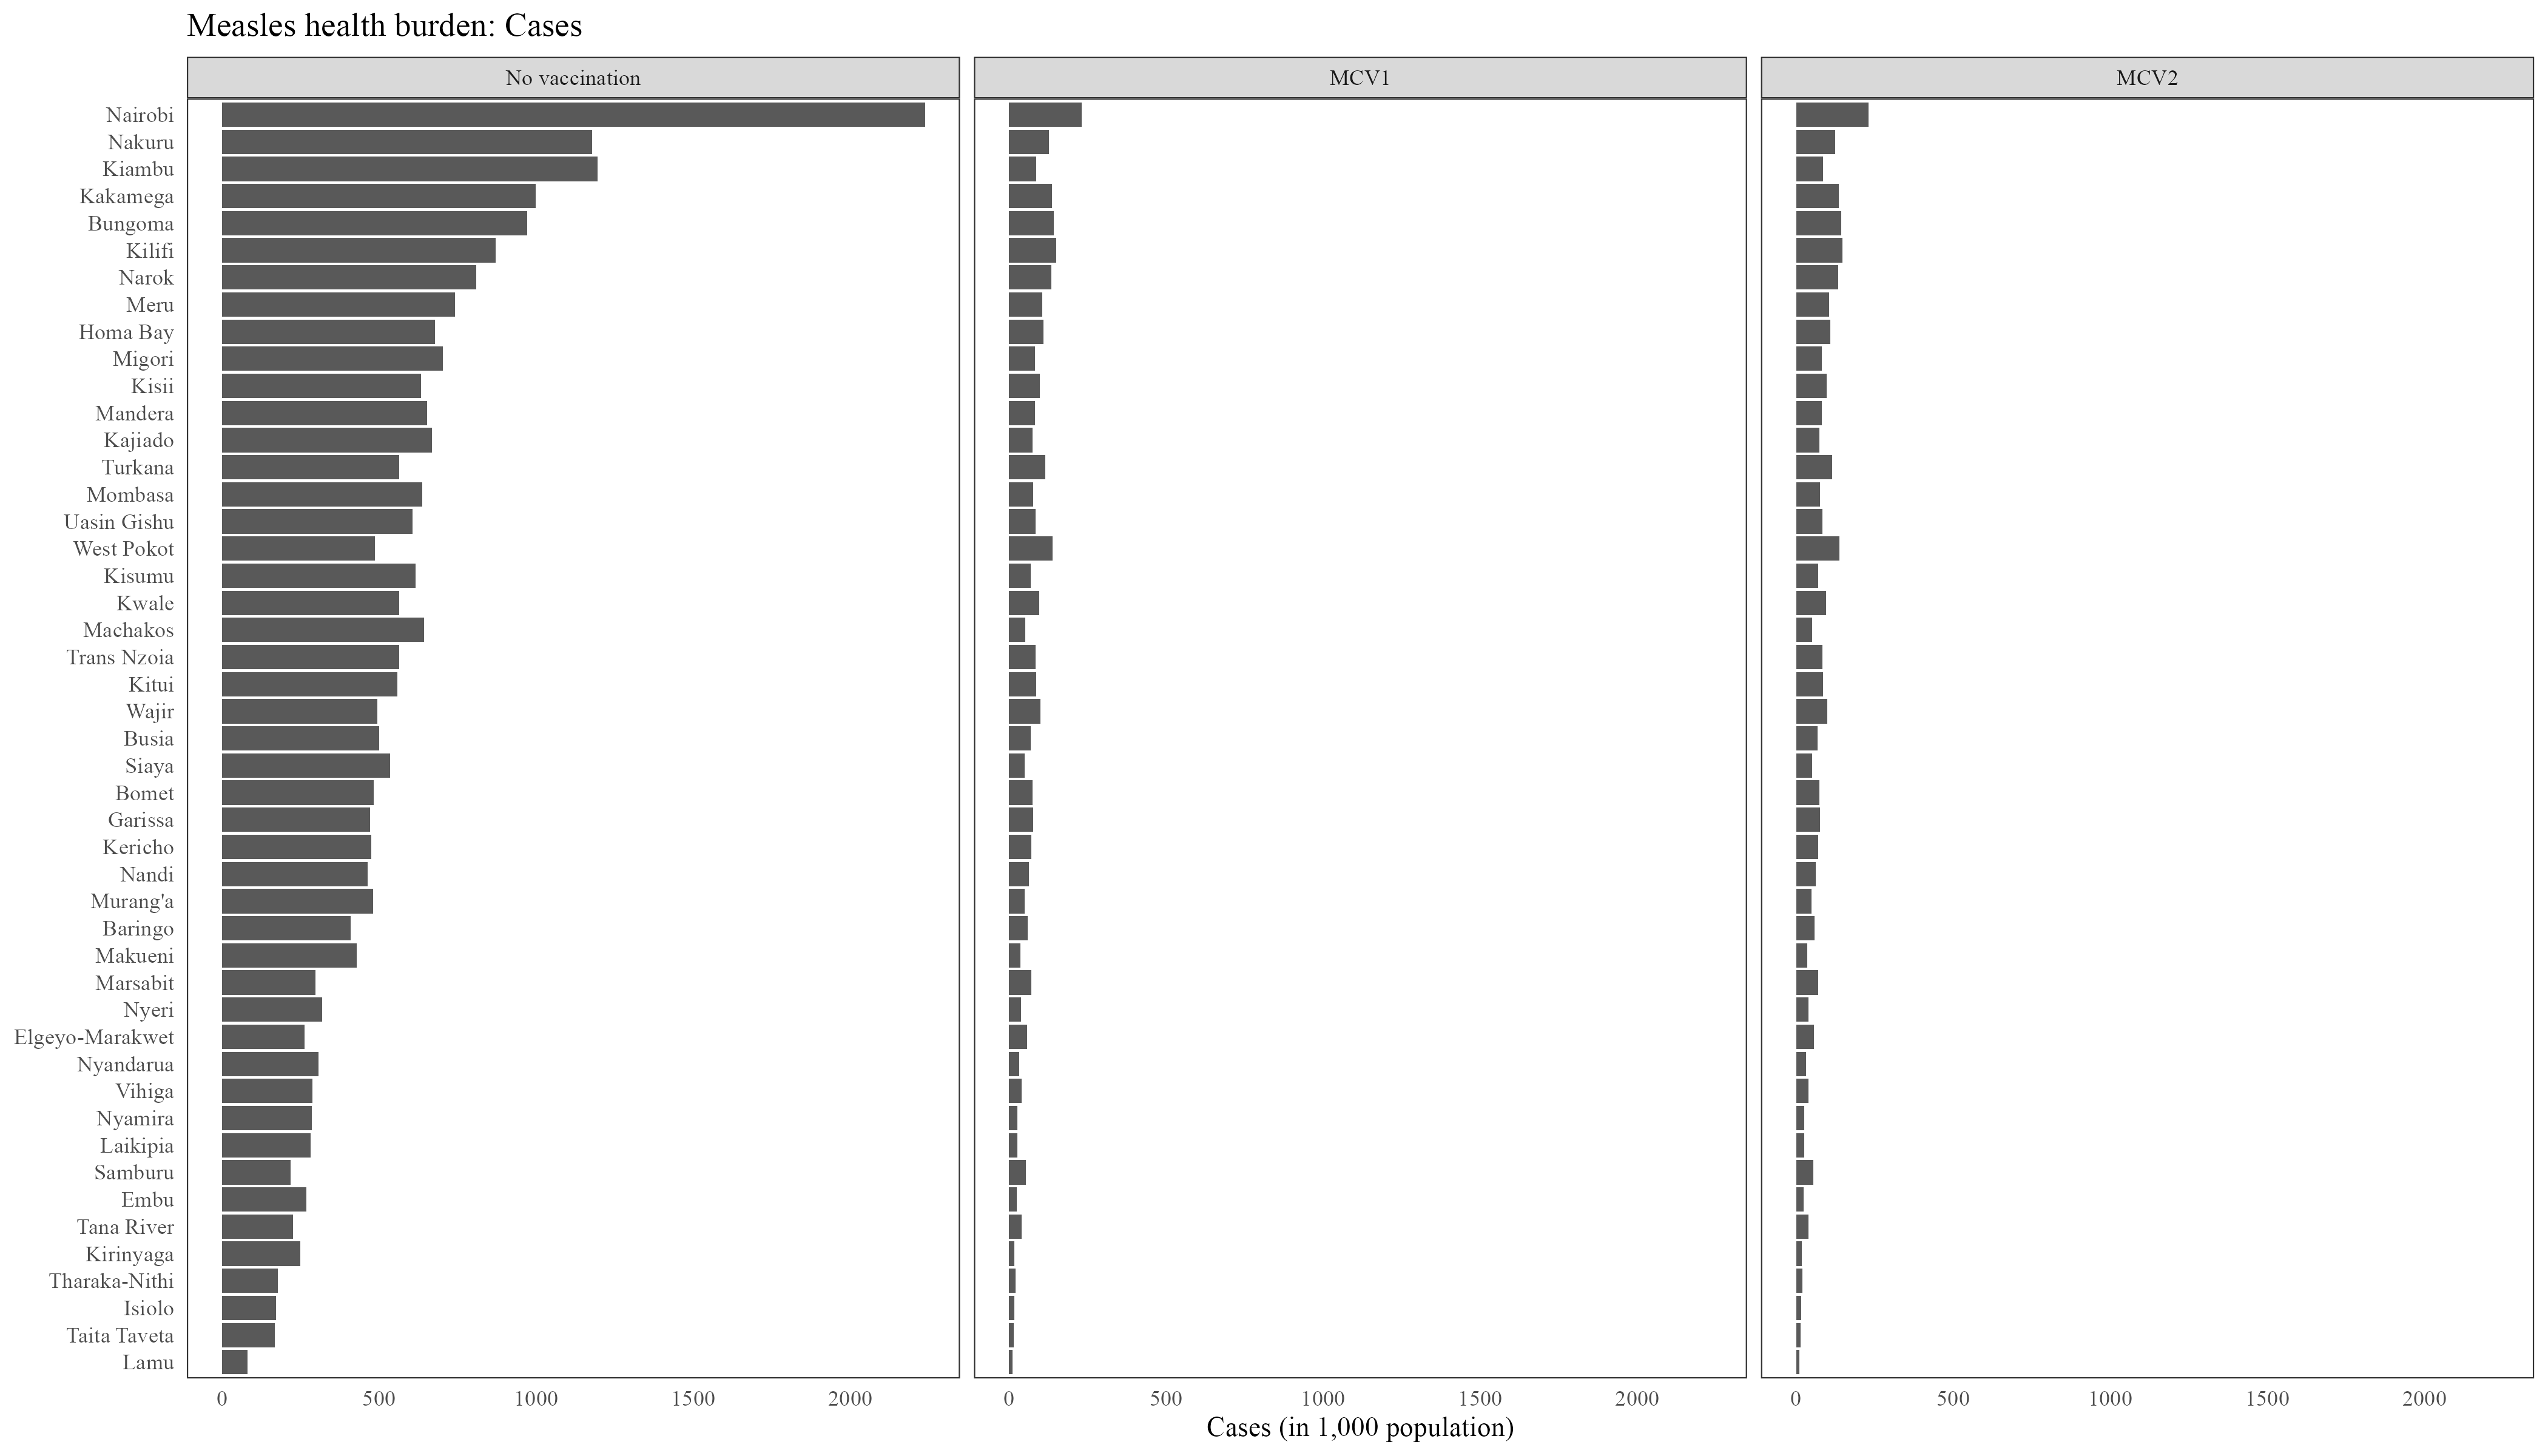 Measles health burden: Cases
No vaccination
MCV1
MCV2
Nairobi
Nakuru
Kiambu
Kakamega
Bungoma
Kilifi
Narok
Meru
Homa Bay
Migori
Kisii
Mandera
Kajiado
Turkana
Mombasa
Uasin Gishu
West Pokot
Kisumu
Kwale
Machakos
Trans Nzoia
Kitui
Wajir
Busia
Siaya
Bomet
Garissa
Kericho
Nandi
Murang'a
Baringo
Makueni
Marsabit
Nyeri
Elgeyo-Marakwet
Nyandarua
Vihiga
Nyamira
Laikipia
Samburu
Embu
Tana River
Kirinyaga
Tharaka-Nithi
Isiolo
Taita Taveta
Lamu
0 500 1000 1500 2000
0 500 1000 1500 2000
0 500 1000 1500 2000
Cases (in 1,000 population)